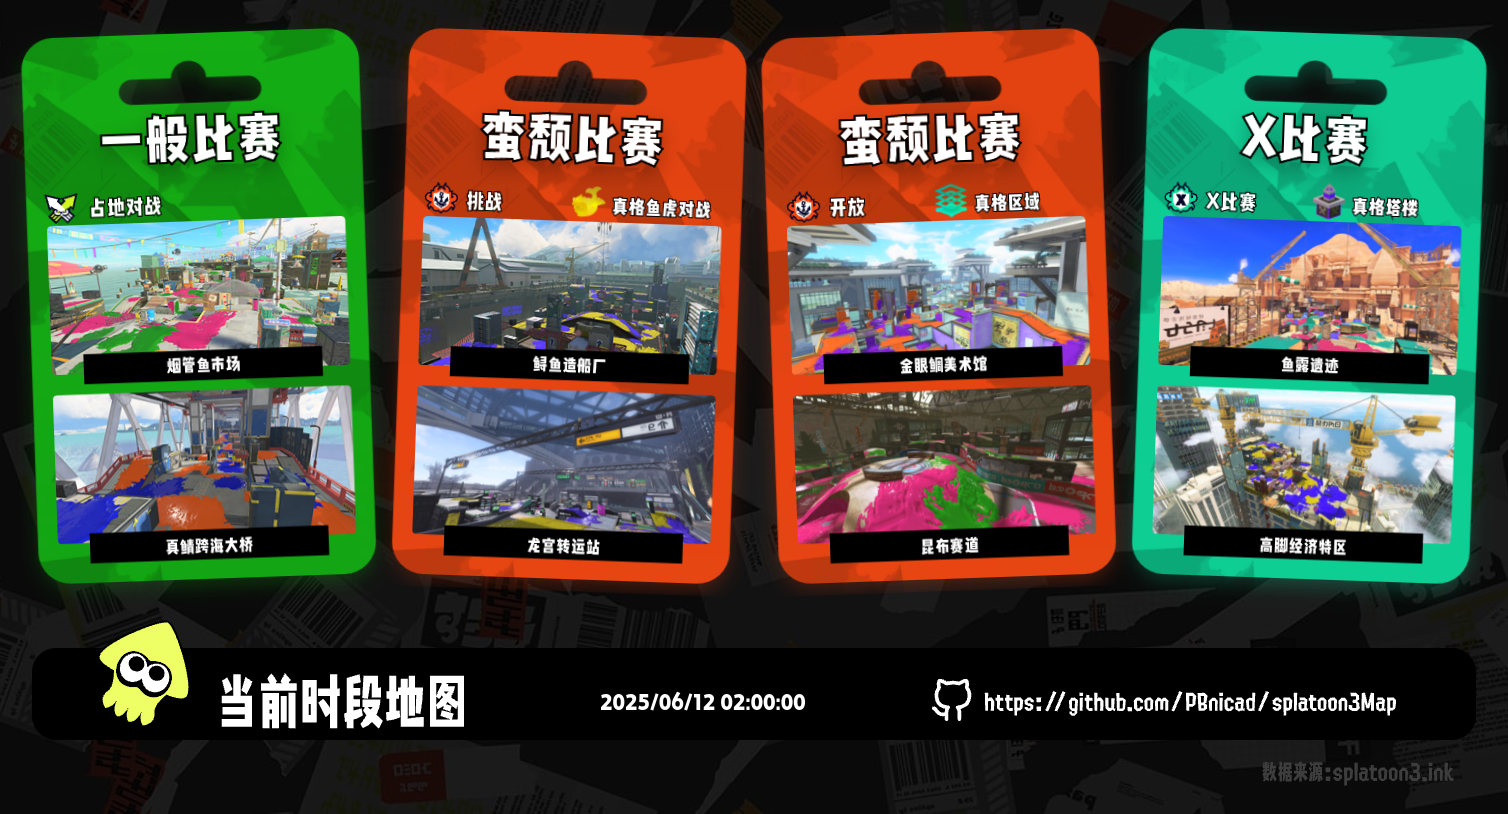 一般比赛
占地对战
烟管鱼市场
真鲭跨海大桥
蛮颓比赛
挑战
真格鱼虎对战
鲟鱼造船厂
龙宫转运站
蛮颓比赛
开放
真格区域
金眼鲷美术馆
昆布赛道
X比赛
X比赛
真格塔楼
鱼露遗迹
高脚经济特区
当前时段地图
2025/06/12 02:00:00
https://github.com/PBnicad/splatoon3Map
数据来源:splatoon3.ink